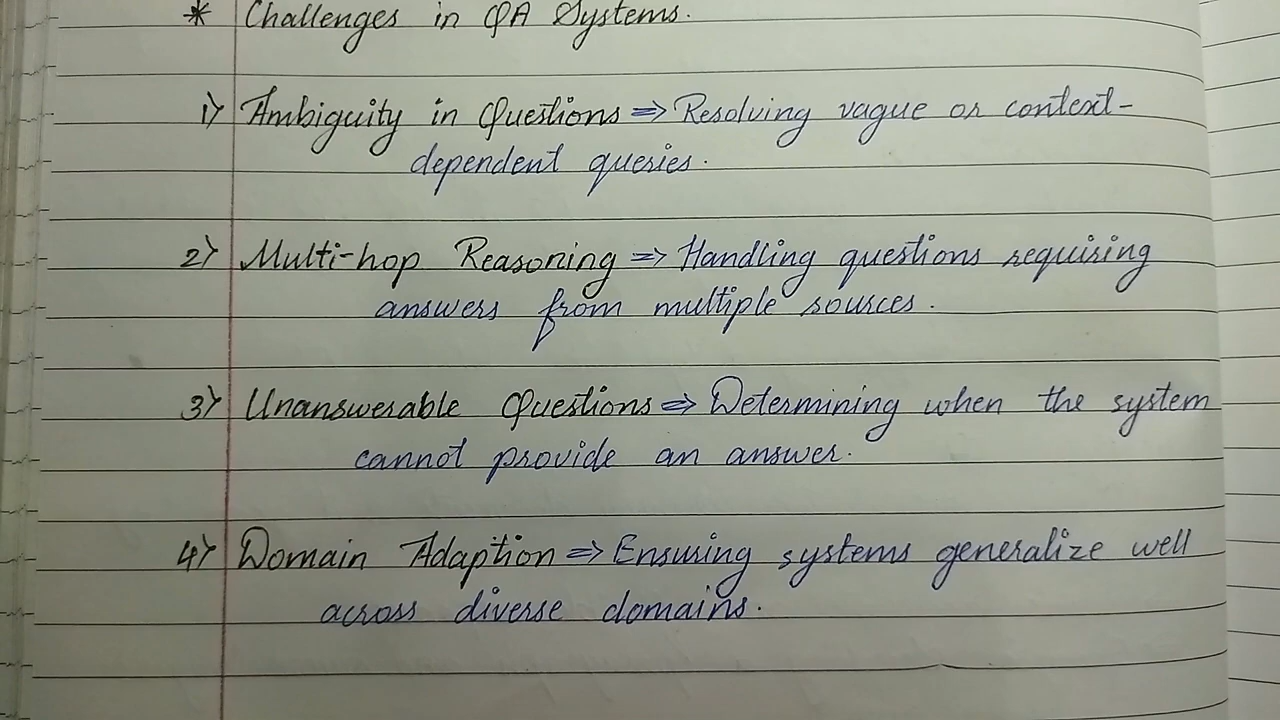 * Challenges in QA Systems.
1) Ambiguity in Questions => Resolving vague or context-
dependent queries.
2) Multi-hop Reasoning => Handling questions requiring
answers from multiple sources.
3) Unanswerable Questions => Determining when the system
cannot provide an answer.
4) Domain Adaption => Ensuring systems generalize well
across diverse domains.